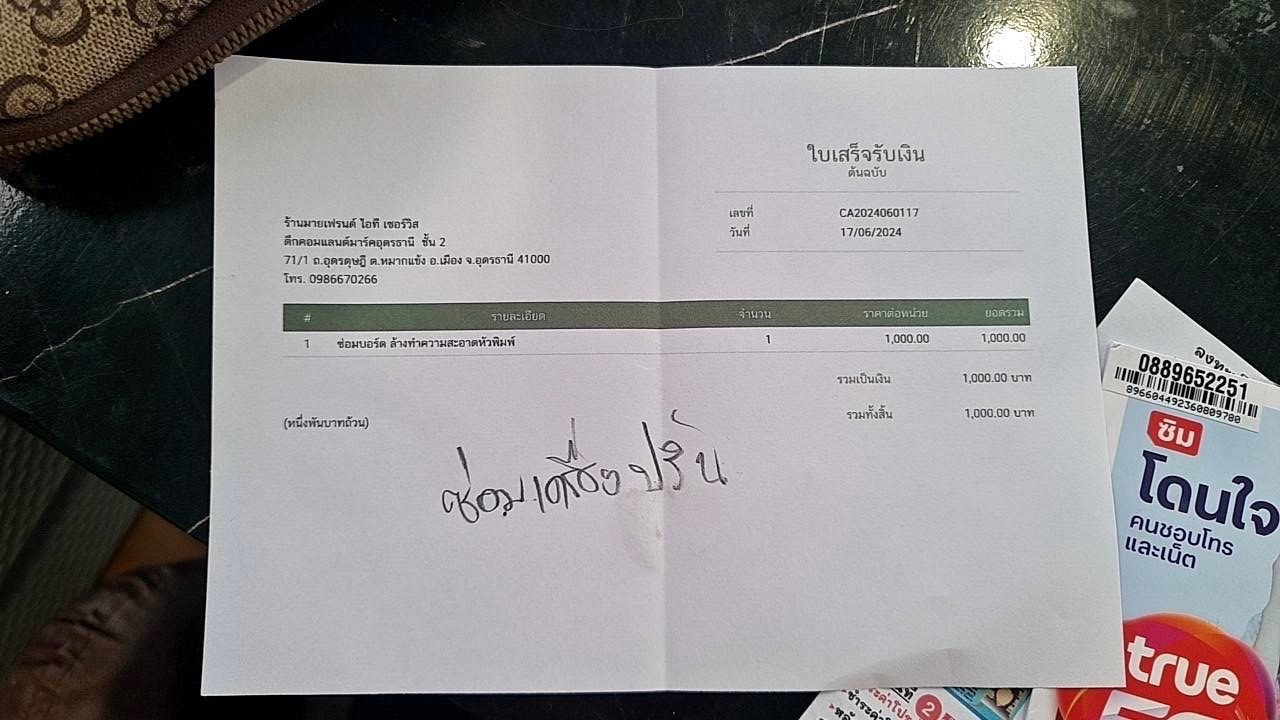 ใบเสร็จรับเงิน
ต้นฉบับ
เลขที่ CA2024060117
วันที่ 17/06/2024
ร้านมายเฟรนด์ ไอที เซอร์วิส
ตึกคอมแลนด์มาร์คอุดรธานี ชั้น 2
71/1 ถ.อุดรดุษฎี ต.หมากแข้ง อ.เมือง จ.อุดรธานี 41000
โทร. 0986670266
# รายละเอียด จำนวน ราคาต่อหน่วย ยอดรวม
1 ซ่อมบอร์ด ล้างทำความสะอาดหัวพิมพ์ 1 1,000.00 1,000.00
รวมเป็นเงิน 1,000.00 บาท
(หนึ่งพันบาทถ้วน) รวมทั้งสิ้น 1,000.00 บาท
ซ่อมเครื่องปริ้น
0889652251
896604492360809780
ซิม
โดนใจ
คนชอบโทร
และเน็ต
true
2